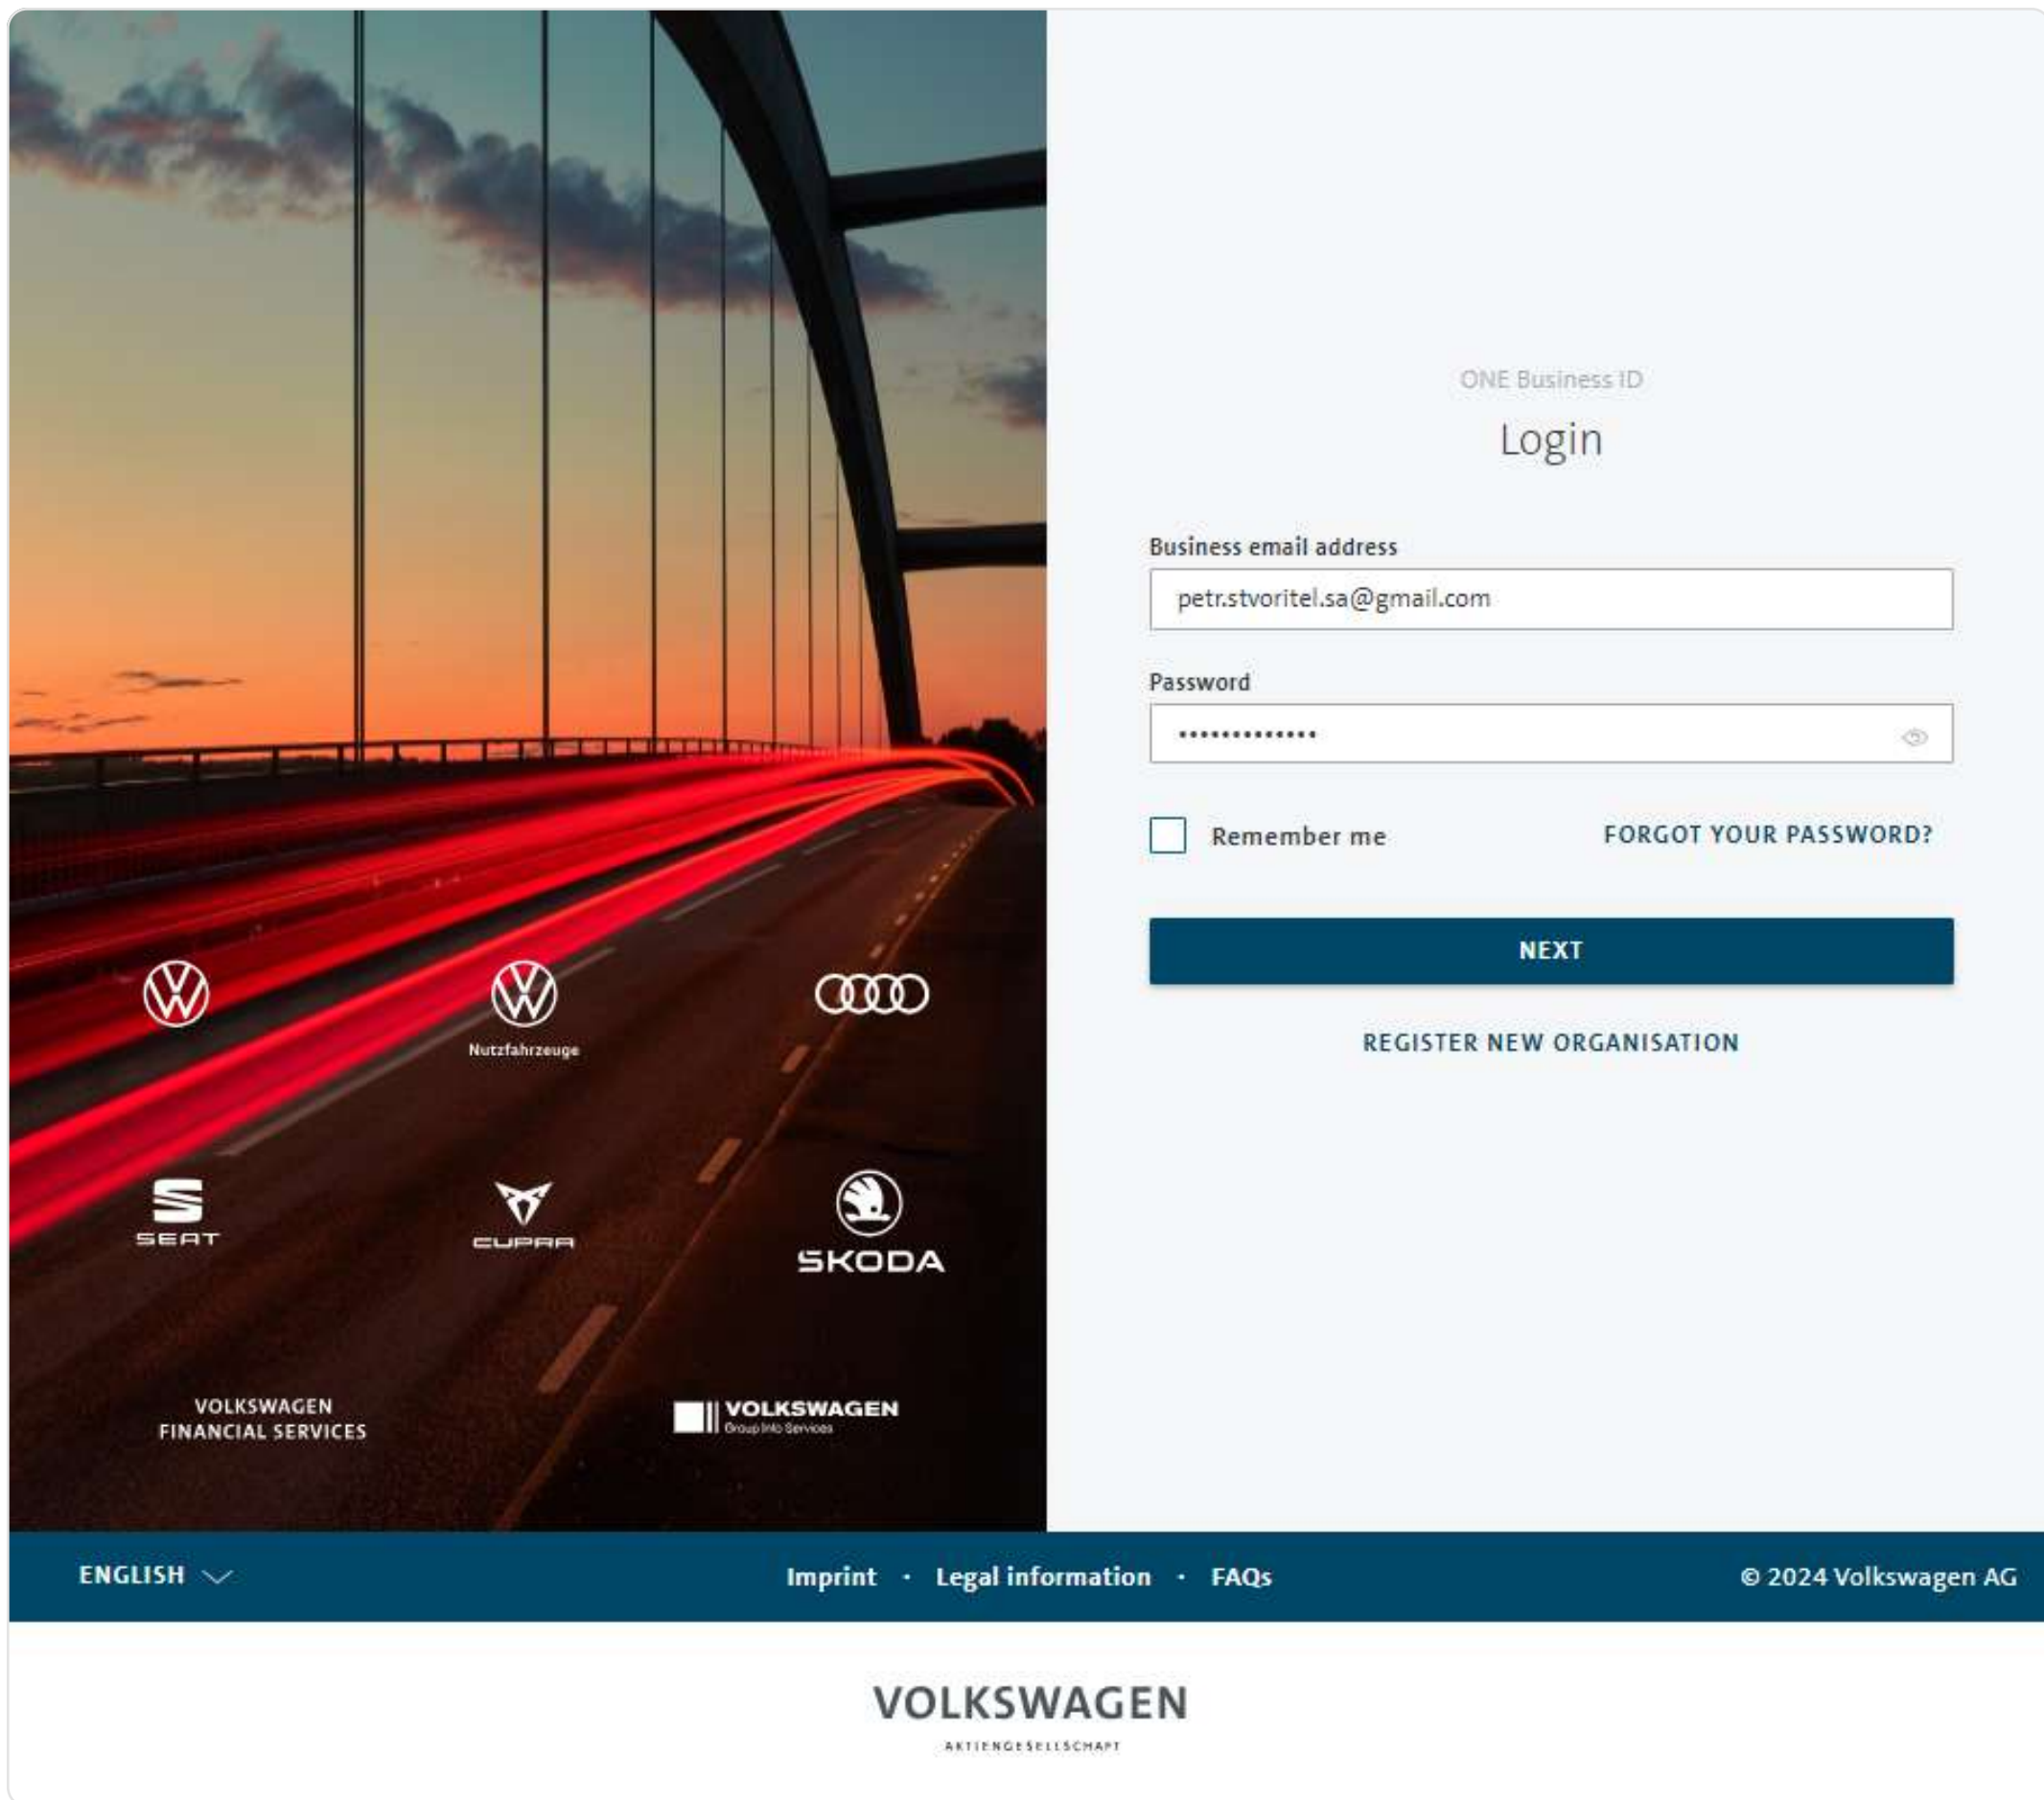 ONE Business ID
Login
Business email address
petr.stvoritel.sa@gmail.com
Password
•••••••••••••
Remember me
FORGOT YOUR PASSWORD?
NEXT
REGISTER NEW ORGANISATION
Nutzfahrzeuge
SEAT
CUPRA
SKODA
VOLKSWAGEN
FINANCIAL SERVICES
VOLKSWAGEN
Group Info Services
ENGLISH
Imprint · Legal information · FAQs
© 2024 Volkswagen AG
VOLKSWAGEN
AKTIENGESELLSCHAFT